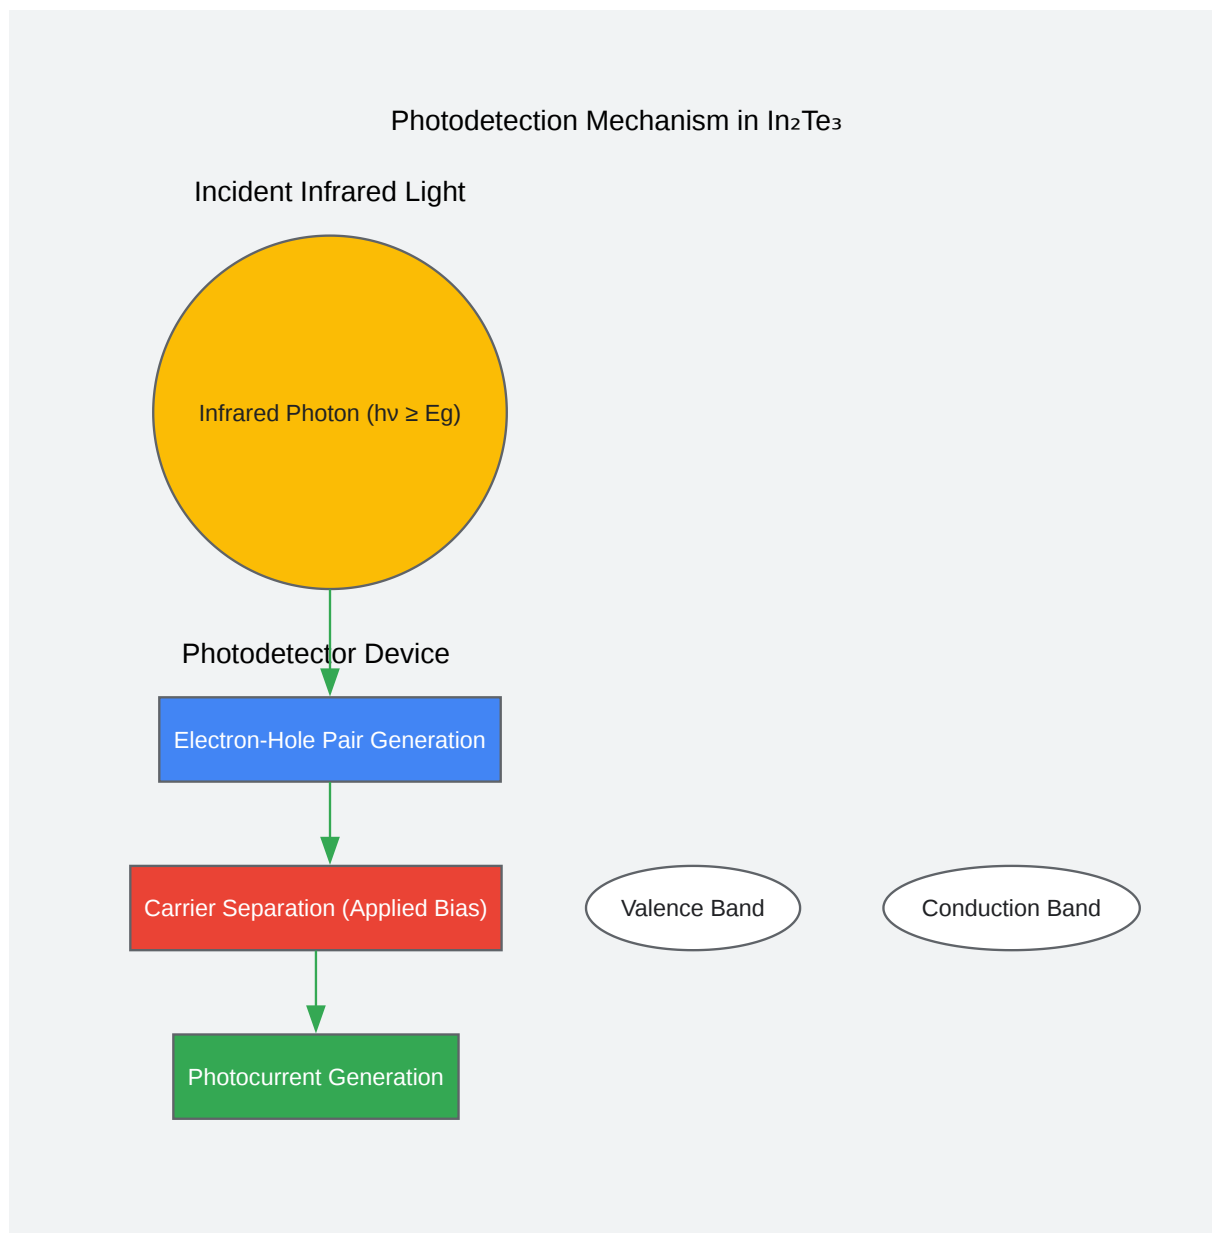 Photodetection Mechanism in In₂Te₃
Incident Infrared Light
Infrared Photon (hν ≥ Eg)
Photodetector Device
Electron-Hole Pair Generation
Carrier Separation (Applied Bias)
Valence Band
Conduction Band
Photocurrent Generation